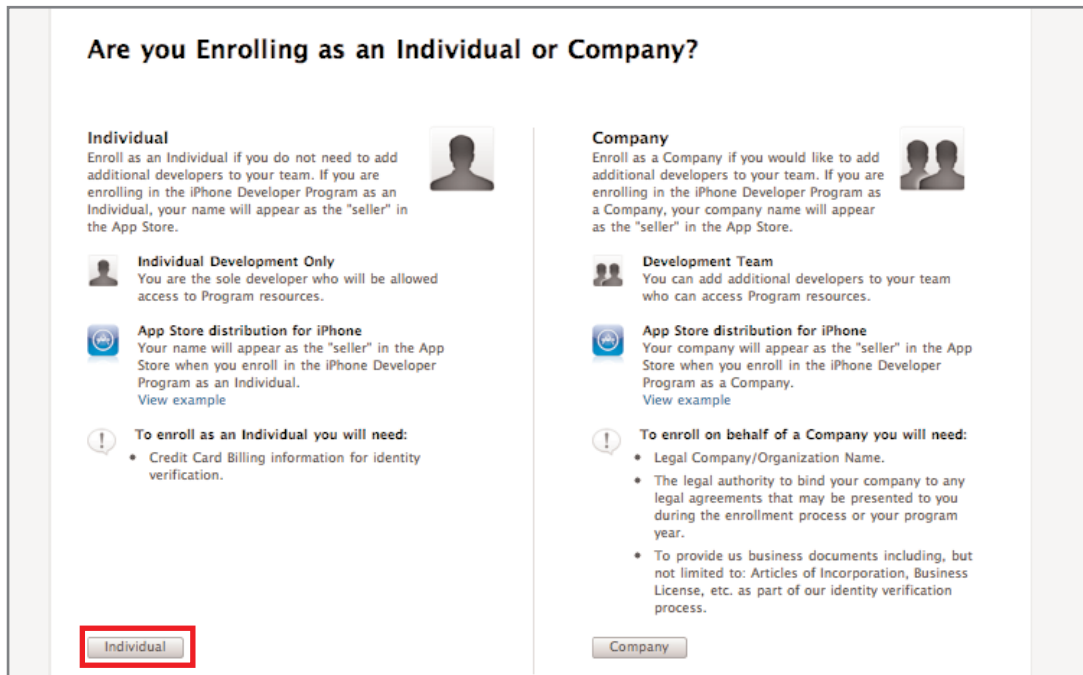 Are you Enrolling as an Individual or Company?
Individual
Enroll as an Individual if you do not need to add
additional developers to your team. If you are
enrolling in the iPhone Developer Program as an
Individual, your name will appear as the "seller" in
the App Store.
Individual Development Only
You are the sole developer who will be allowed
access to Program resources.
App Store distribution for iPhone
Your name will appear as the "seller" in the App
Store when you enroll in the iPhone Developer
Program as an Individual.
View example
To enroll as an Individual you will need:
• Credit Card Billing information for identity
verification.
Individual
Company
Enroll as a Company if you would like to add
additional developers to your team. If you are
enrolling in the iPhone Developer Program as
a Company, your company name will appear
as the "seller" in the App Store.
Development Team
You can add additional developers to your team
who can access Program resources.
App Store distribution for iPhone
Your company will appear as the "seller" in the App
Store when you enroll in the iPhone Developer
Program as a Company.
View example
To enroll on behalf of a Company you will need:
• Legal Company/Organization Name.
• The legal authority to bind your company to any
legal agreements that may be presented to you
during the enrollment process or your program
year.
• To provide us business documents including, but
not limited to: Articles of Incorporation, Business
License, etc. as part of our identity verification
process.
Company